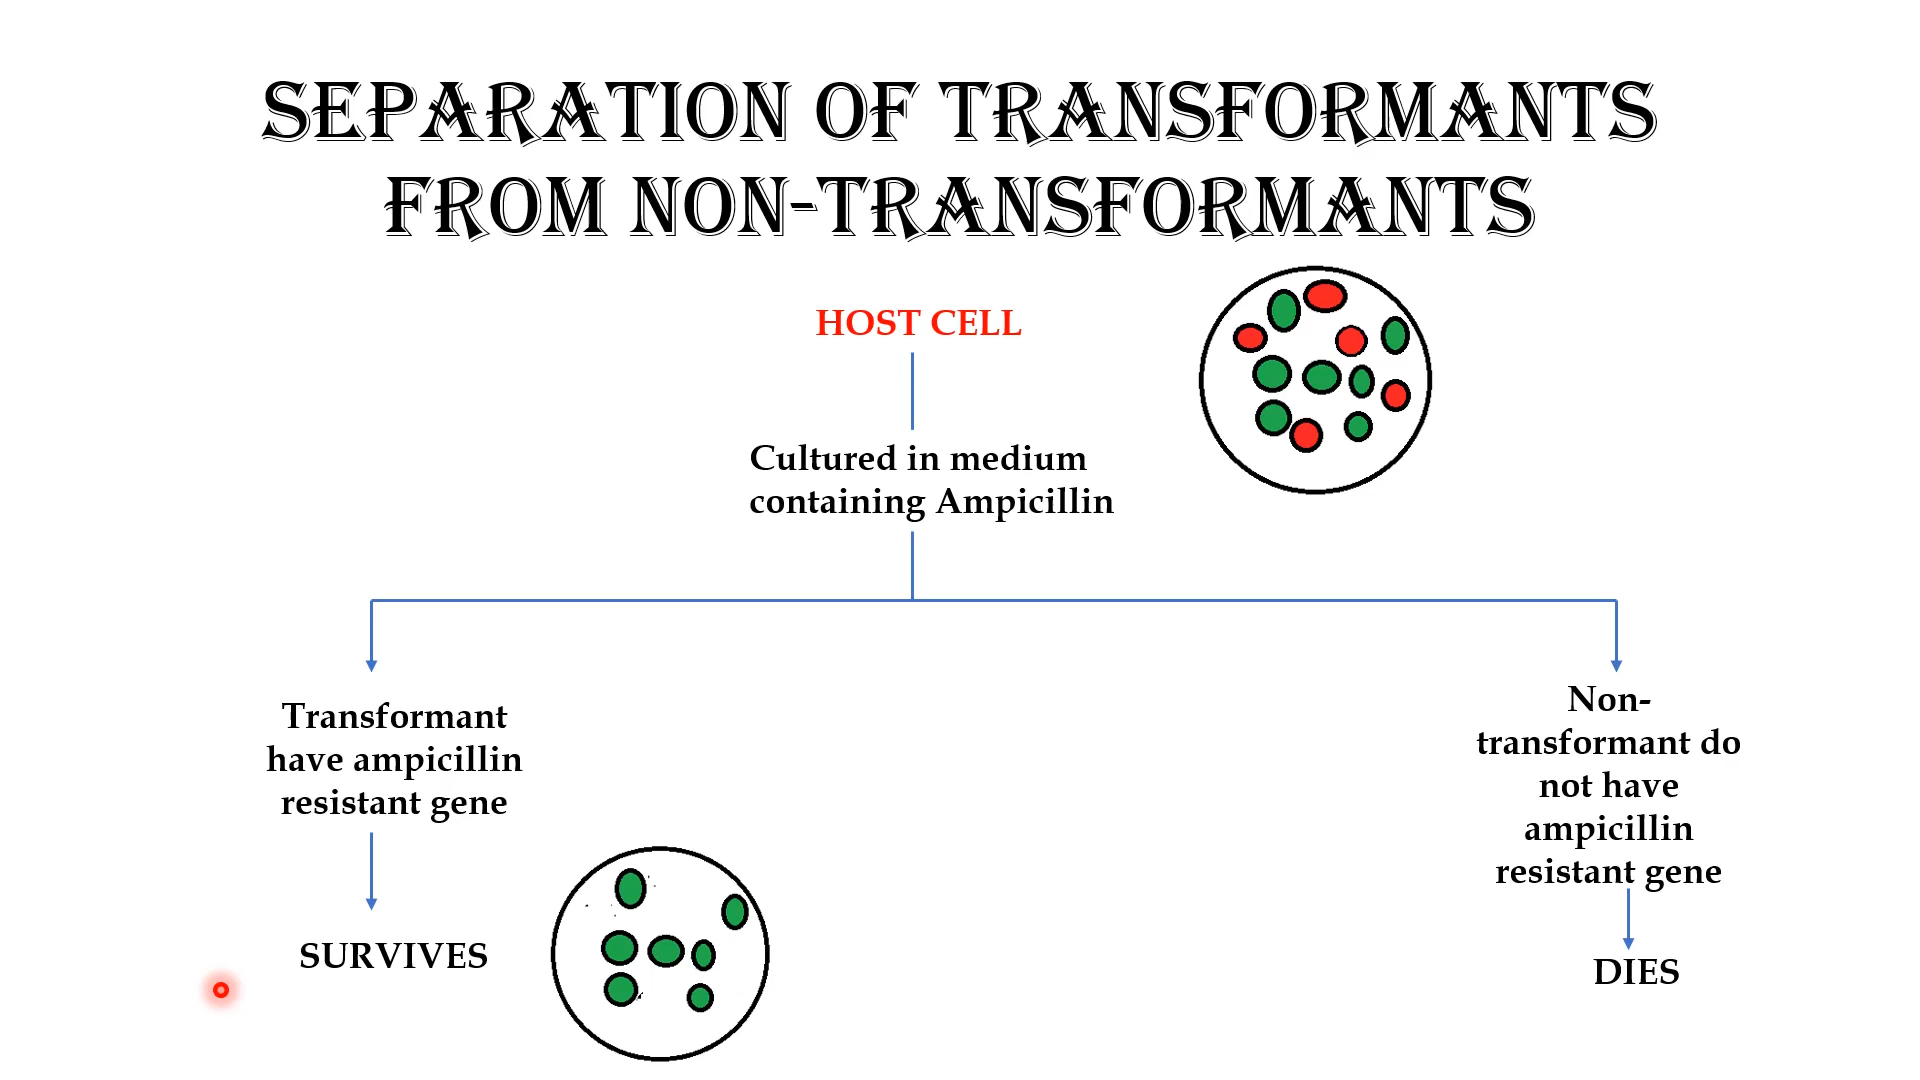 SEPARATION OF TRANSFORMANTS
FROM NON-TRANSFORMANTS
HOST CELL
Cultured in medium
containing Ampicillin
Transformant
have ampicillin
resistant gene
SURVIVES
Non-
transformant do
not have
ampicillin
resistant gene
DIES